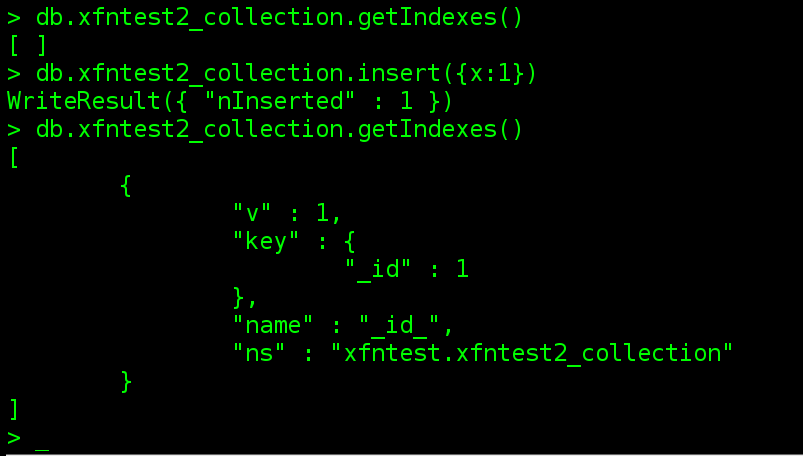 > db.xfntest2_collection.getIndexes()
[ ]
> db.xfntest2_collection.insert({x:1})
WriteResult({ "nInserted" : 1 })
> db.xfntest2_collection.getIndexes()
[
        {
                "v" : 1,
                "key" : {
                        "_id" : 1
                },
                "name" : "_id_",
                "ns" : "xfntest.xfntest2_collection"
        }
]
> _